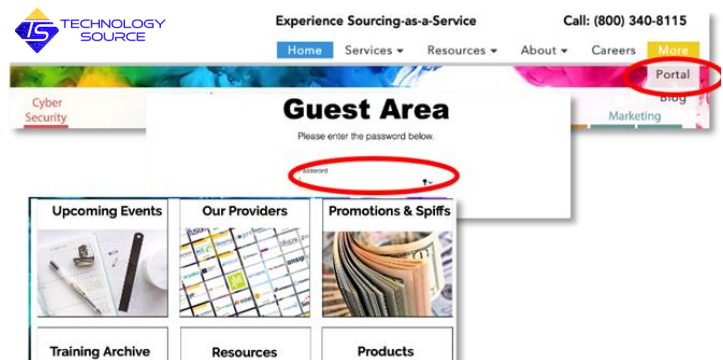 TECHNOLOGY
SOURCE
TS
Experience Sourcing-as-a-Service
Call: (800) 340-8115
Home Services Resources About Careers More
Portal
Blog
Cyber
Security
Marketing
Guest Area
Please enter the password below.
Password
Upcoming Events
Our Providers
Promotions & Spiffs
Training Archive
Resources
Products